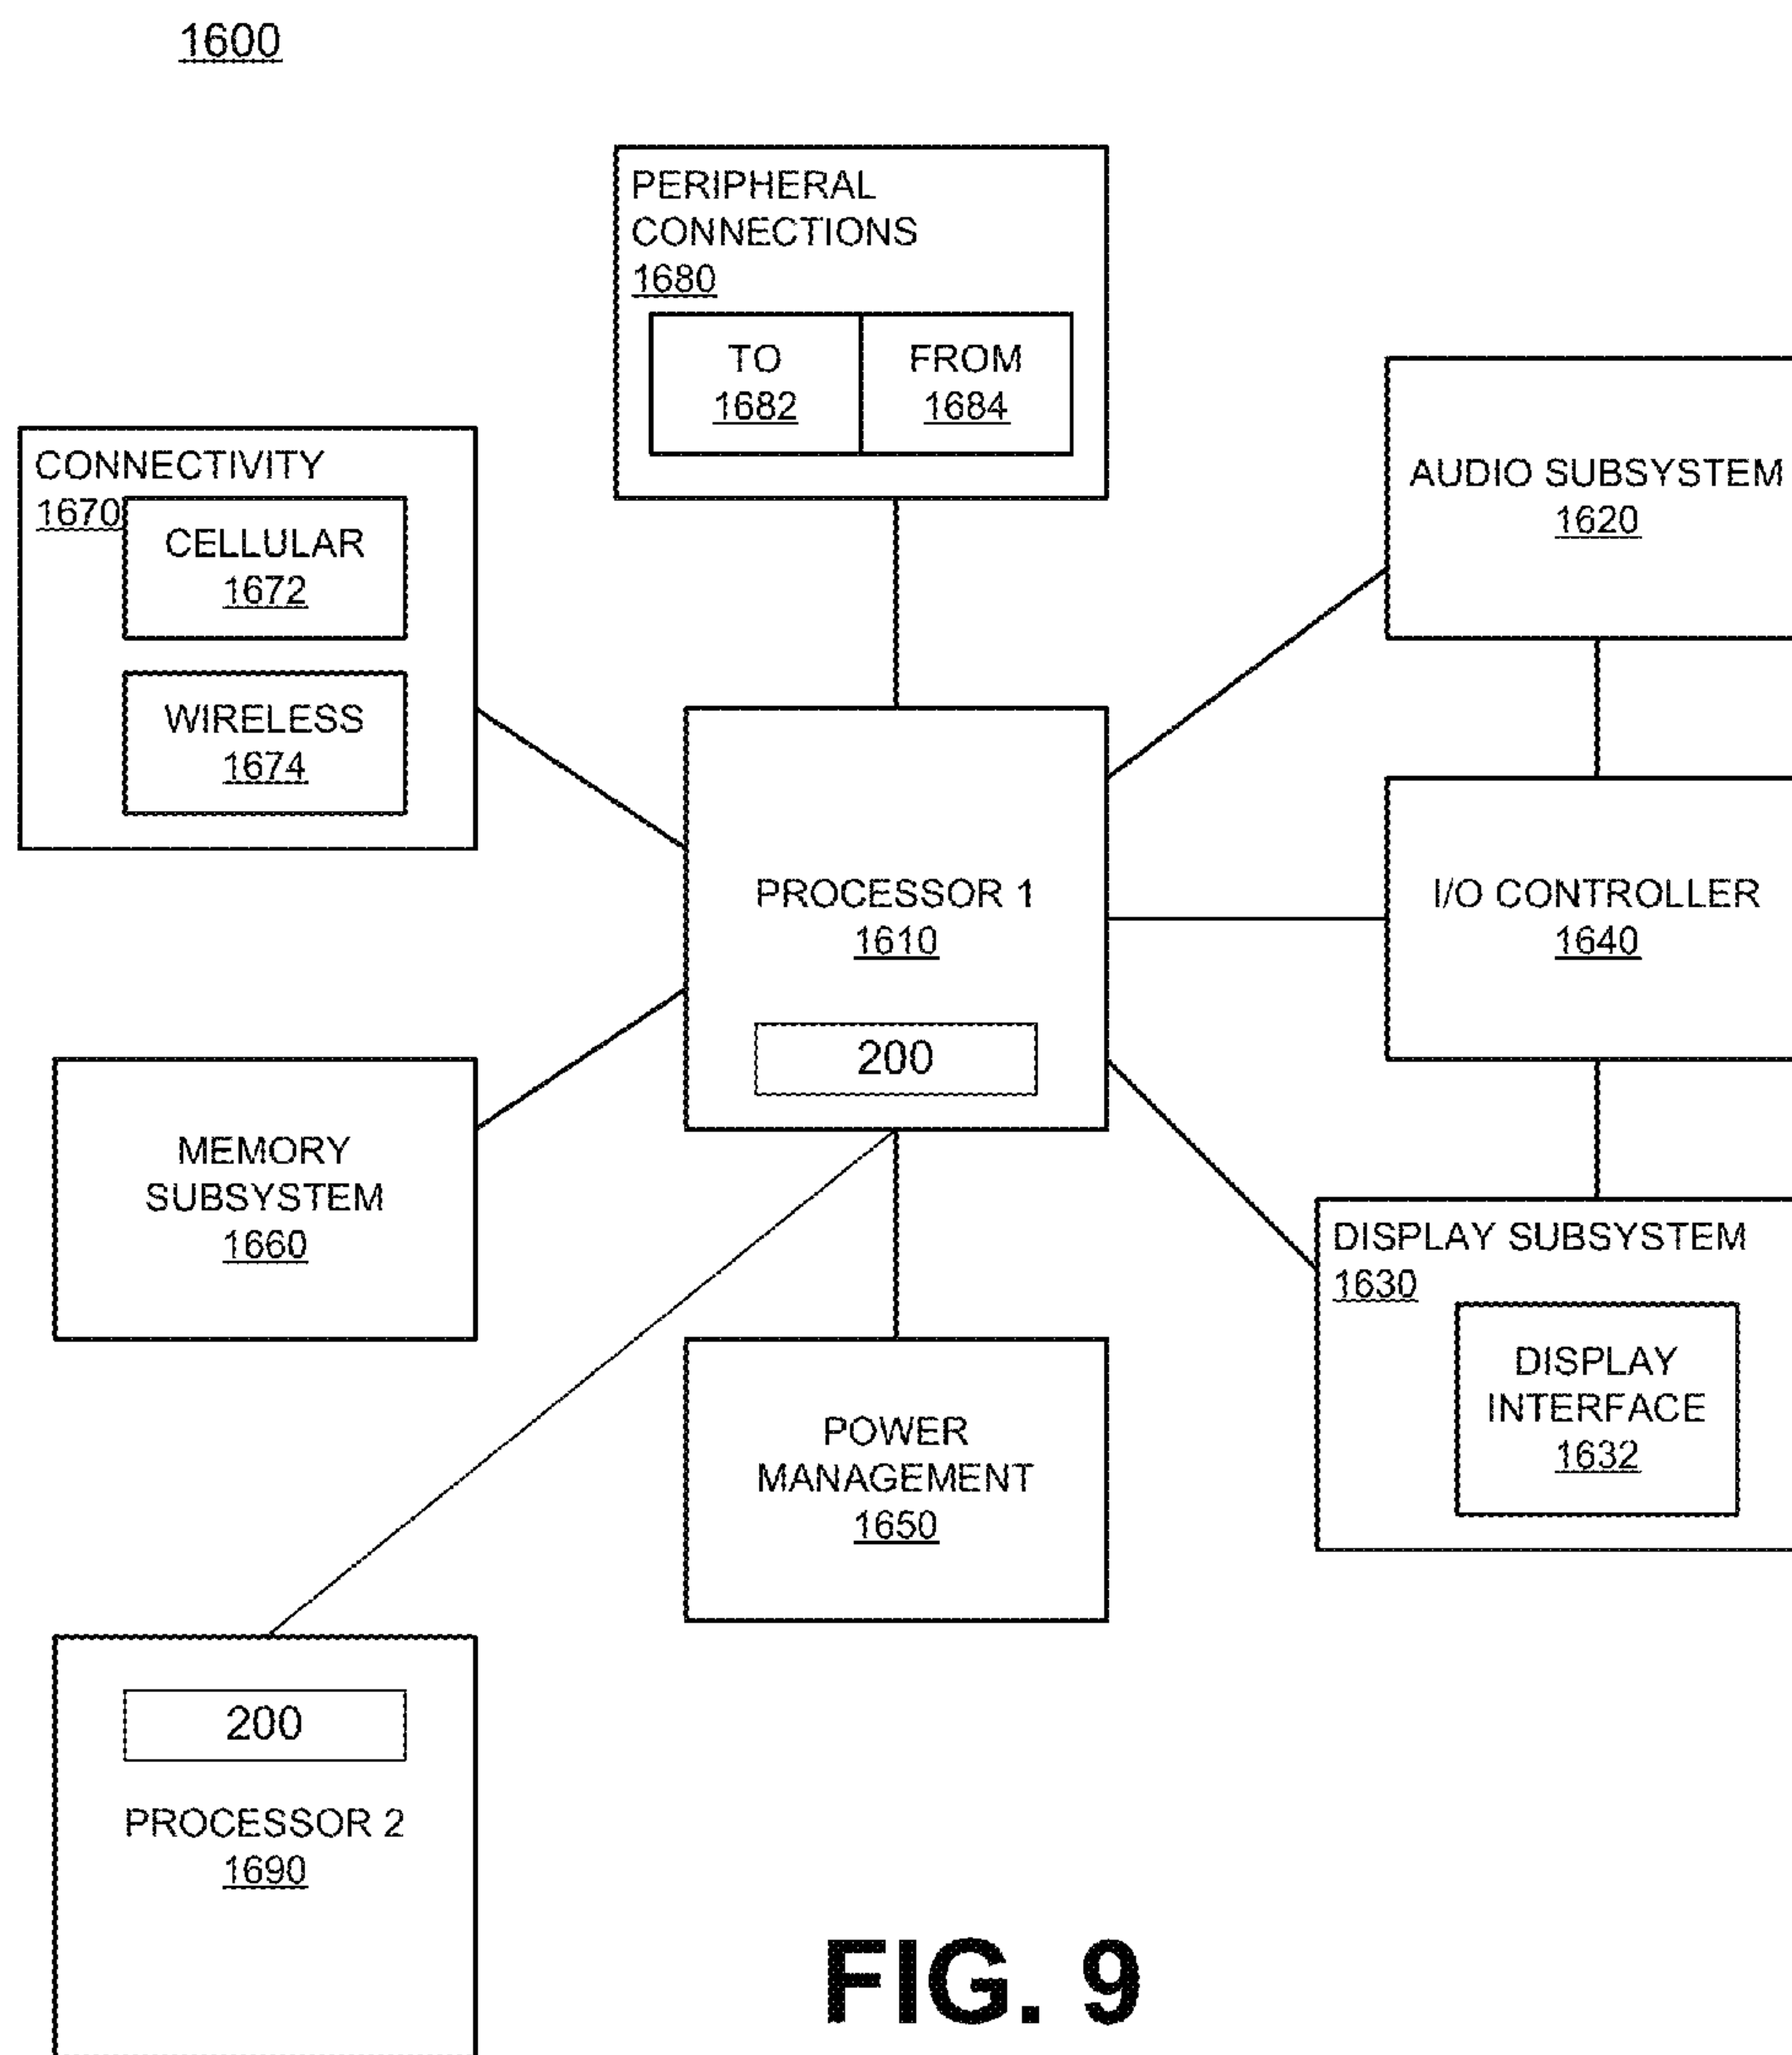 1600
PERIPHERAL
CONNECTIONS
1680
TO
1682
FROM
1684
CONNECTIVITY
1670
CELLULAR
1672
WIRELESS
1674
AUDIO SUBSYSTEM
1620
PROCESSOR 1
1610
200
I/O CONTROLLER
1640
MEMORY
SUBSYSTEM
1660
DISPLAY SUBSYSTEM
1630
DISPLAY
INTERFACE
1632
POWER
MANAGEMENT
1650
200
PROCESSOR 2
1690
FIG. 9